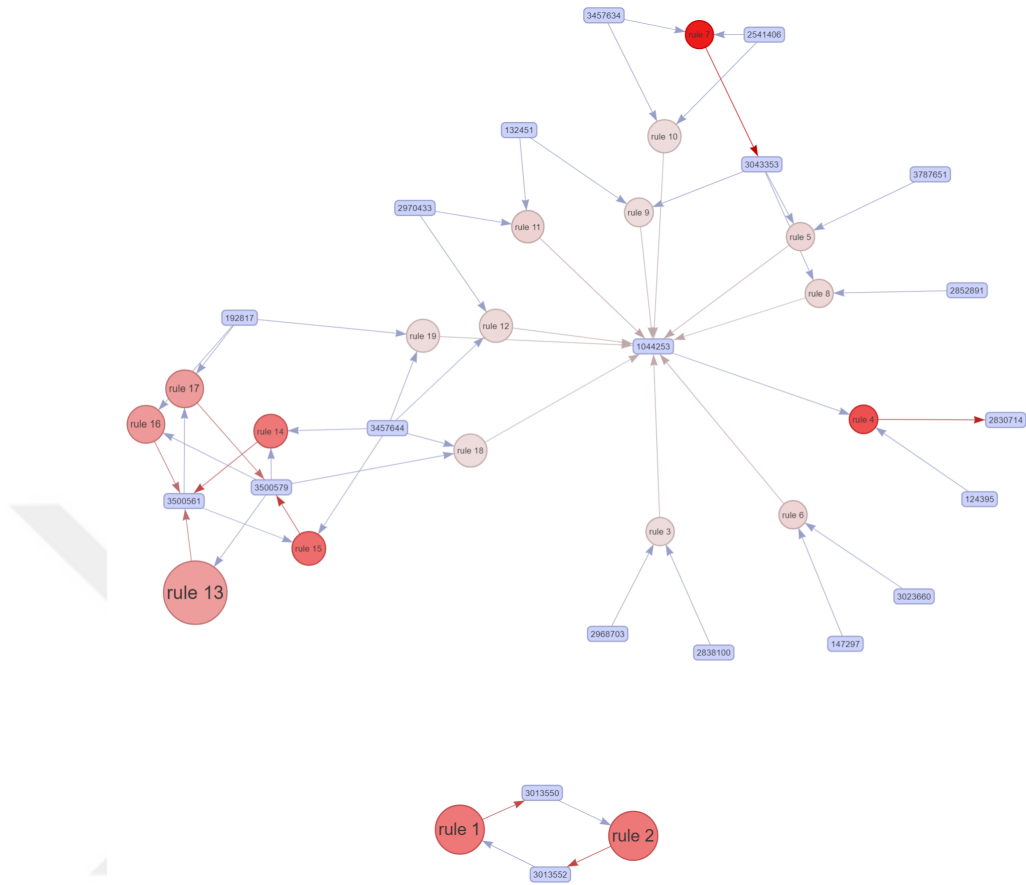 3457634
rule 7
2541406
132451
rule 10
3043353
3787651
2970433
rule 9
rule 11
rule 5
rule 8
2852891
192817
rule 12
rule 19
1044253
rule 17
rule 16
rule 14
3457644
rule 4
2830714
rule 18
3500579
3500561
124395
rule 6
rule 3
rule 15
rule 13
3023660
2968703
147297
2838100
3013550
rule 1
rule 2
3013552